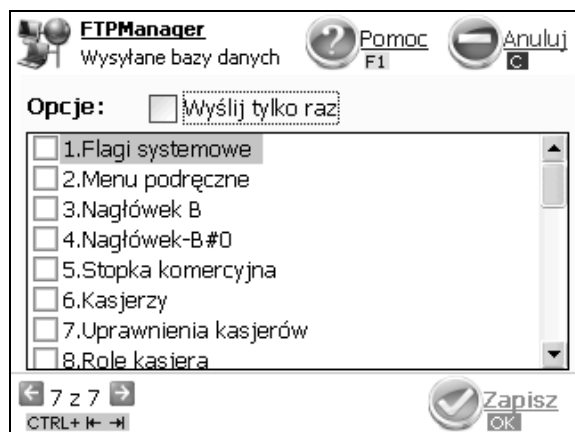 FTPManager
Wysyłane bazy danych
Pomoc
F1
Anuluj
C
Opcje:
Wyślij tylko raz
1.Flagi systemowe
2.Menu podręczne
3.Nagłówek B
4.Nagłówek-B#0
5.Stopka komercyjna
6.Kasjerzy
7.Uprawnienia kasjerów
8.Role kasjera
7 z 7
CTRL+
Zapisz
OK